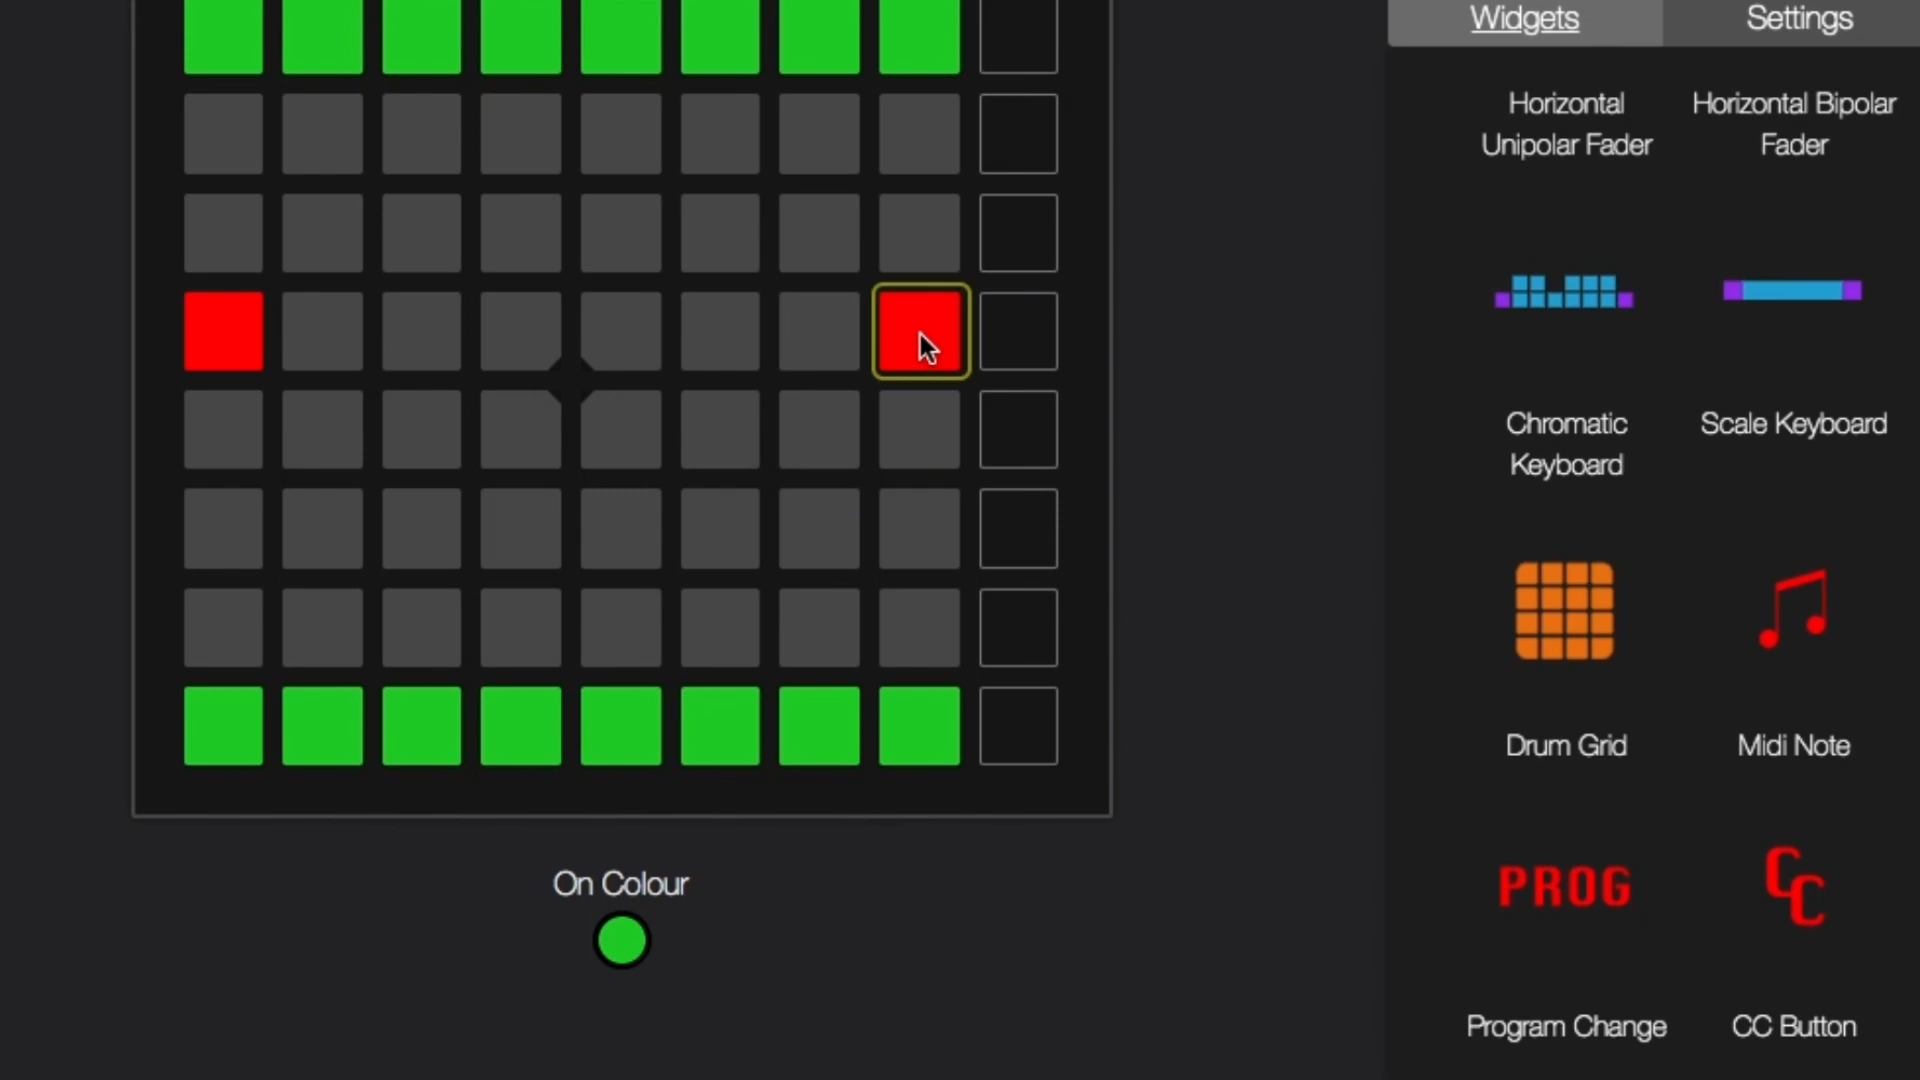 Widgets
Settings
Horizontal
Unipolar Fader
Horizontal Bipolar
Fader
Chromatic
Keyboard
Scale Keyboard
Drum Grid
Midi Note
PROG
CC
Program Change
CC Button
On Colour